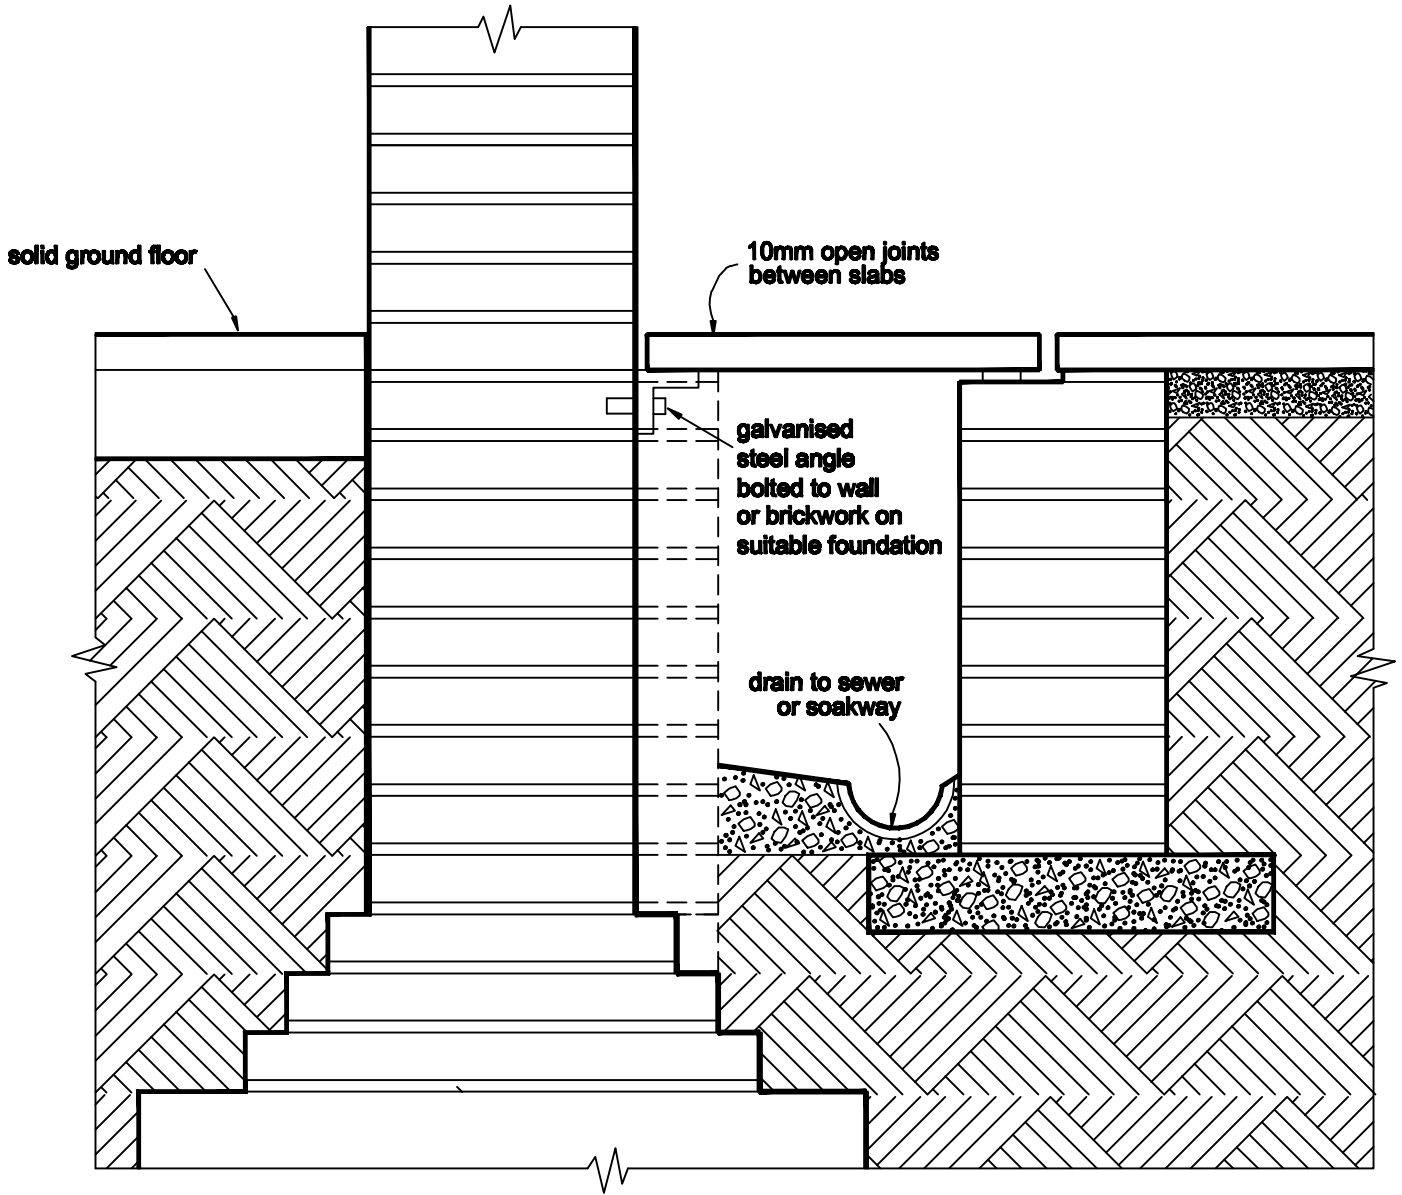 solid ground floor
10mm open joints
between slabs
galvanised
steel angle
bolted to wall
or brickwork on
suitable foundation
drain to sewer
or soakway